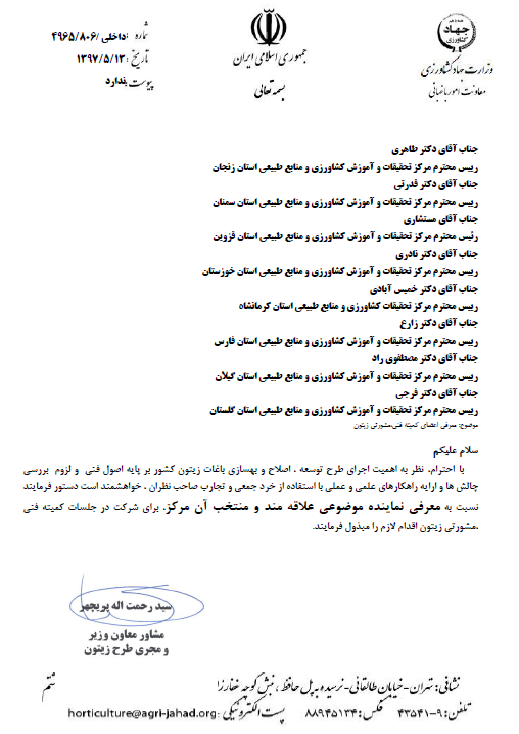 جهاد
کشاورزی
وزارت جهاد کشاورزی
معاونت امور باغبانی
جمهوری اسلامی ایران
بسمه تعالی
شماره : داخلی /۴۹۶۵/۸۰۶
تاریخ : ۱۳۹۷/۵/۱۳
پیوست : ندارد
جناب آقای دکتر طاهری
رییس محترم مرکز تحقیقات و آموزش کشاورزی و منابع طبیعی استان زنجان
جناب آقای دکتر قدرتی
رییس محترم مرکز تحقیقات و آموزش کشاورزی و منابع طبیعی استان سمنان
جناب آقای مستشاری
رئیس محترم مرکز تحقیقات و آموزش کشاورزی و منابع طبیعی استان قزوین
جناب آقای دکتر نادری
رییس محترم مرکز تحقیقات و آموزش کشاورزی و منابع طبیعی استان خوزستان
جناب آقای دکتر خمیس آبادی
رییس محترم مرکز تحقیقات کشاورزی و منابع طبیعی استان کرمانشاه
جناب آقای دکتر زارع
رییس محترم مرکز تحقیقات و آموزش کشاورزی و منابع طبیعی استان فارس
جناب آقای دکتر مصطفوی راد
رییس محترم مرکز تحقیقات و آموزش کشاورزی و منابع طبیعی استان گیلان
جناب آقای دکتر فرجی
رییس محترم مرکز تحقیقات و آموزش کشاورزی و منابع طبیعی استان گلستان
موضوع: معرفی اعضای کمیته فنی،مشورتی زیتون
سلام علیکم
با احترام، نظر به اهمیت اجرای طرح توسعه ، اصلاح و بهسازی باغات زیتون کشور بر پایه اصول فنی و لزوم بررسی
چالش ها و ارایه راهکارهای علمی و عملی با استفاده از خرد جمعی و تجارب صاحب نظران ، خواهشمند است دستور فرمایند
نسبت به معرفی نماینده موضوعی علاقه مند و منتخب آن مرکز، برای شرکت در جلسات کمیته فنی
،مشورتی زیتون اقدام لازم را مبذول فرمایند.
سید رحمت اله پریچهر
مشاور معاون وزیر
و مجری طرح زیتون
نشانی: تهران-خیابان طالقانی-نرسیده به پل حافظ ، نبش کوچه غفارزا
تلفن: ۹-۴۳۵۴۱ فکس: ۸۸۹۴۵۱۳۴ پست الکترونیکی: horticulture@agri-jahad.org